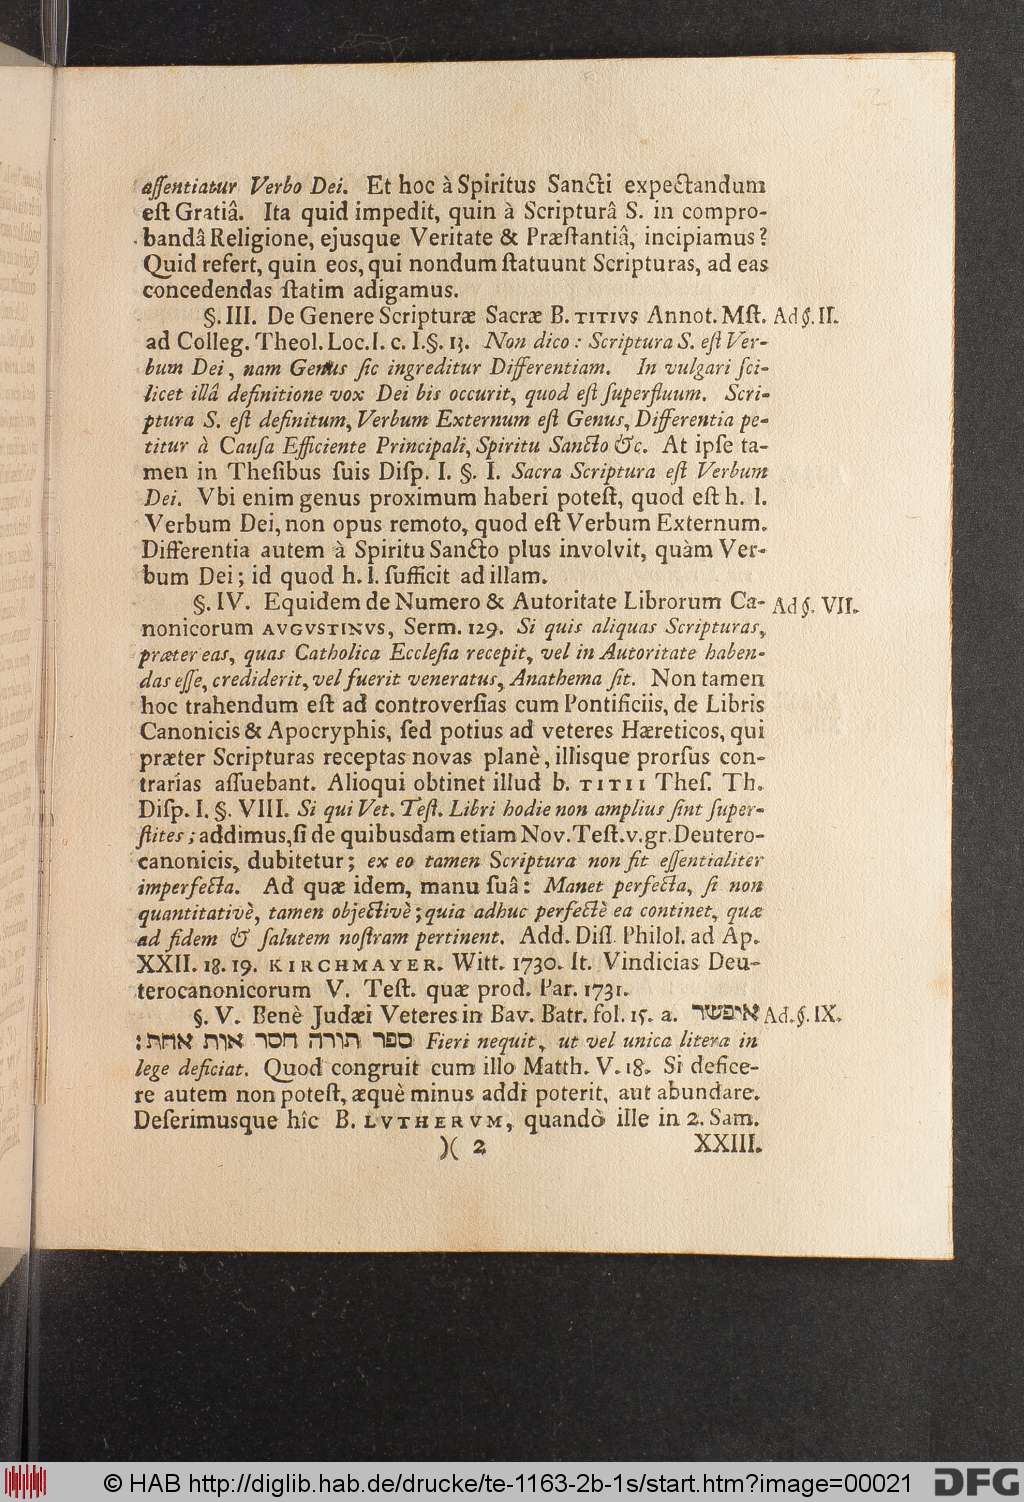 aſſentiatur Verbo Dei. Et hoc à Spiritus Sancti expectandum
eſt Gratiâ. Ita quid impedit, quin à Scripturâ S. in compro-
bandâ Religione, ejusque Veritate & Præſtantiâ, incipiamus?
Quid refert, quin eos, qui nondum ſtatuunt Scripturas, ad eas
concedendas ſtatim adigamus.
§. III. De Genere Scripturæ Sacræ B. TITIVS Annot. Mſt. Ad §. II.
ad Colleg. Theol. Loc. I. c. I. §. 13. Non dico: Scriptura S. eſt Ver-
bum Dei, nam Genus ſic ingreditur Differentiam. In vulgari ſci-
licet illâ definitione vox Dei bis occurit, quod eſt ſuperfluum. Scri-
ptura S. eſt definitum, Verbum Externum eſt Genus, Differentia pe-
titur à Cauſa Efficiente Principali, Spiritu Sancto &c. At ipſe ta-
men in Theſibus ſuis Diſp. I. §. I. Sacra Scriptura eſt Verbum
Dei. Vbi enim genus proximum haberi poteſt, quod eſt h. l.
Verbum Dei, non opus remoto, quod eſt Verbum Externum.
Differentia autem à Spiritu Sancto plus involvit, quàm Ver-
bum Dei; id quod h. l. ſufficit ad illam.
§. IV. Equidem de Numero & Autoritate Librorum Ca- Ad §. VII.
nonicorum AVGVSTINVS, Serm. 129. Si quis aliquas Scripturas,
præter eas, quas Catholica Eccleſia recepit, vel in Autoritate haben-
das eſſe, crediderit, vel fuerit veneratus, Anathema ſit. Non tamen
hoc trahendum eſt ad controverſias cum Pontificiis, de Libris
Canonicis & Apocryphis, ſed potius ad veteres Hæreticos, qui
præter Scripturas receptas novas planè, illisque prorſus con-
trarias aſſuebant. Alioqui obtinet illud b. TITII Theſ. Th.
Diſp. I. §. VIII. Si qui Vet. Teſt. Libri hodie non amplius ſint ſuper-
ſtites; addimus, ſi de quibusdam etiam Nov. Teſt. v. gr. Deutero-
canonicis, dubitetur; ex eo tamen Scriptura non fit eſſentialiter
imperfecta. Ad quæ idem, manu ſuâ: Manet perfecta, ſi non
quantitativè, tamen objectivè; quia adhuc perfectè ea continet, quæ
ad fidem & ſalutem noſtram pertinent. Add. Diſſ. Philol. ad Ap.
XXII. 18. 19. KIRCHMAYER. Witt. 1730. It. Vindicias Deu-
terocanonicorum V. Teſt. quæ prod. Par. 1731.
§. V. Benè Judæi Veteres in Bav. Batr. fol. 15. a. איפשר Ad. §. IX.
ספר תורה חסר אות אחת: Fieri nequit, ut vel unica litera in
lege deficiat. Quod congruit cum illo Matth. V. 18. Si defice-
re autem non poteſt, æquè minus addi poterit, aut abundare.
Deſerimusque hîc B. LVTHERVM, quandò ille in 2. Sam.
)( 2 XXIII.
© HAB http://diglib.hab.de/drucke/te-1163-2b-1s/start.htm?image=00021
DFG